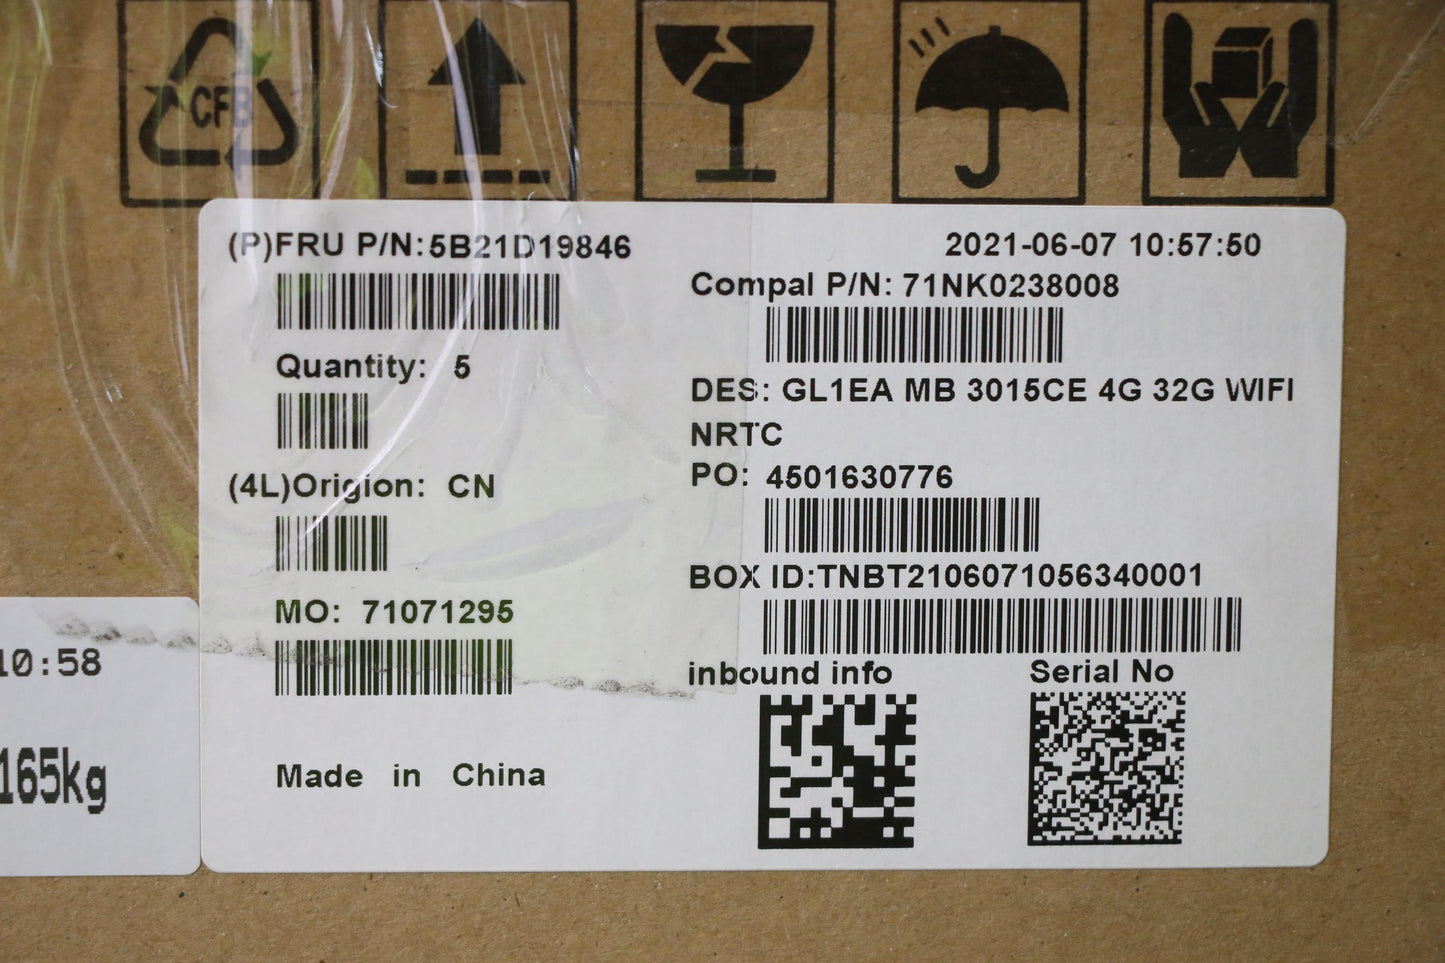 CFB
(P)FRU P/N:5B21D19846
2021-06-07 10:57:50
Compal P/N: 71NK0238008
Quantity: 5
DES: GL1EA MB 3015CE 4G 32G WIFI
NRTC
(4L)Origion: CN
PO: 4501630776
BOX ID:TNBT2106071056340001
MO: 71071295
inbound info
Serial No
Made in China
10:58
165kg